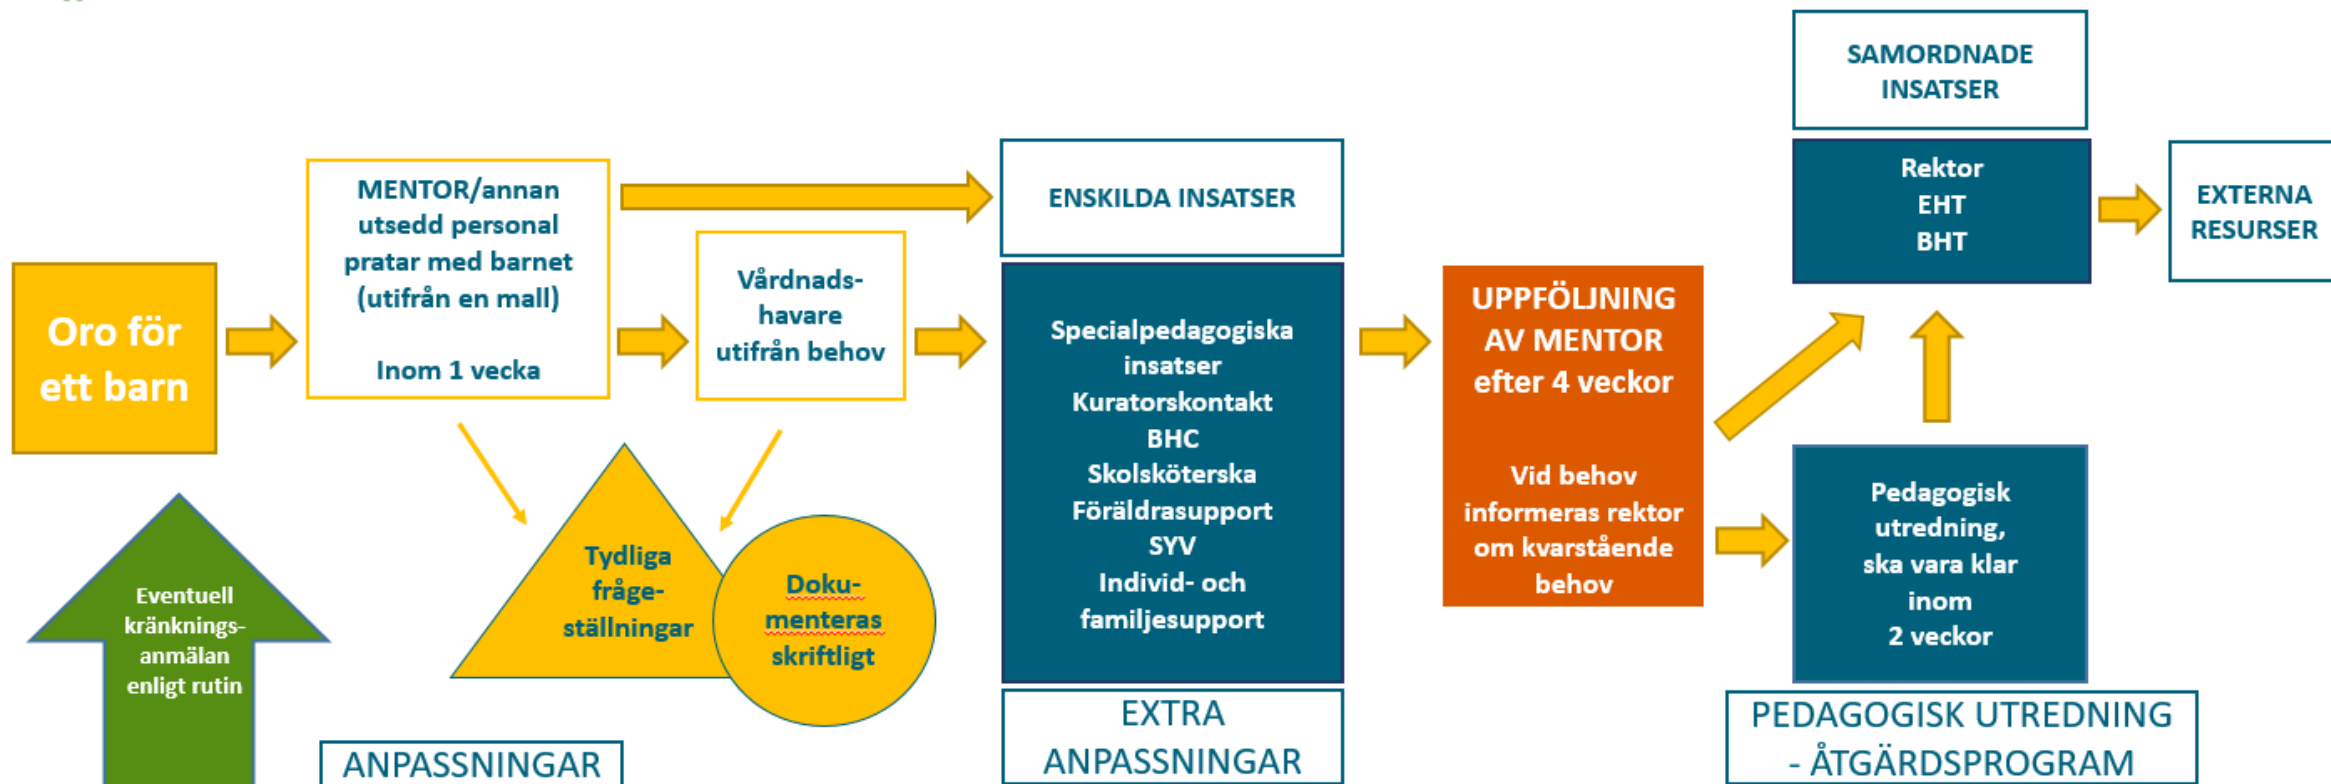 Oro för
ett barn
Eventuell
kränknings-
anmälan
enligt rutin
MENTOR/annan
utsedd personal
pratar med barnet
(utifrån en mall)
Inom 1 vecka
Vårdnads-
havare
utifrån behov
Tydliga
fråge-
ställningar
Doku-
menteras
skriftligt
ANPASSNINGAR
ENSKILDA INSATSER
Specialpedagogiska
insatser
Kuratorskontakt
BHC
Skolsköterska
Föräldrasupport
SYV
Individ- och
familjesupport
EXTRA
ANPASSNINGAR
UPPFÖLJNING
AV MENTOR
efter 4 veckor
Vid behov
informeras rektor
om kvarstående
behov
SAMORDNADE
INSATSER
Rektor
EHT
BHT
EXTERNA
RESURSER
Pedagogisk
utredning,
ska vara klar
inom
2 veckor
PEDAGOGISK UTREDNING
- ÅTGÄRDSPROGRAM